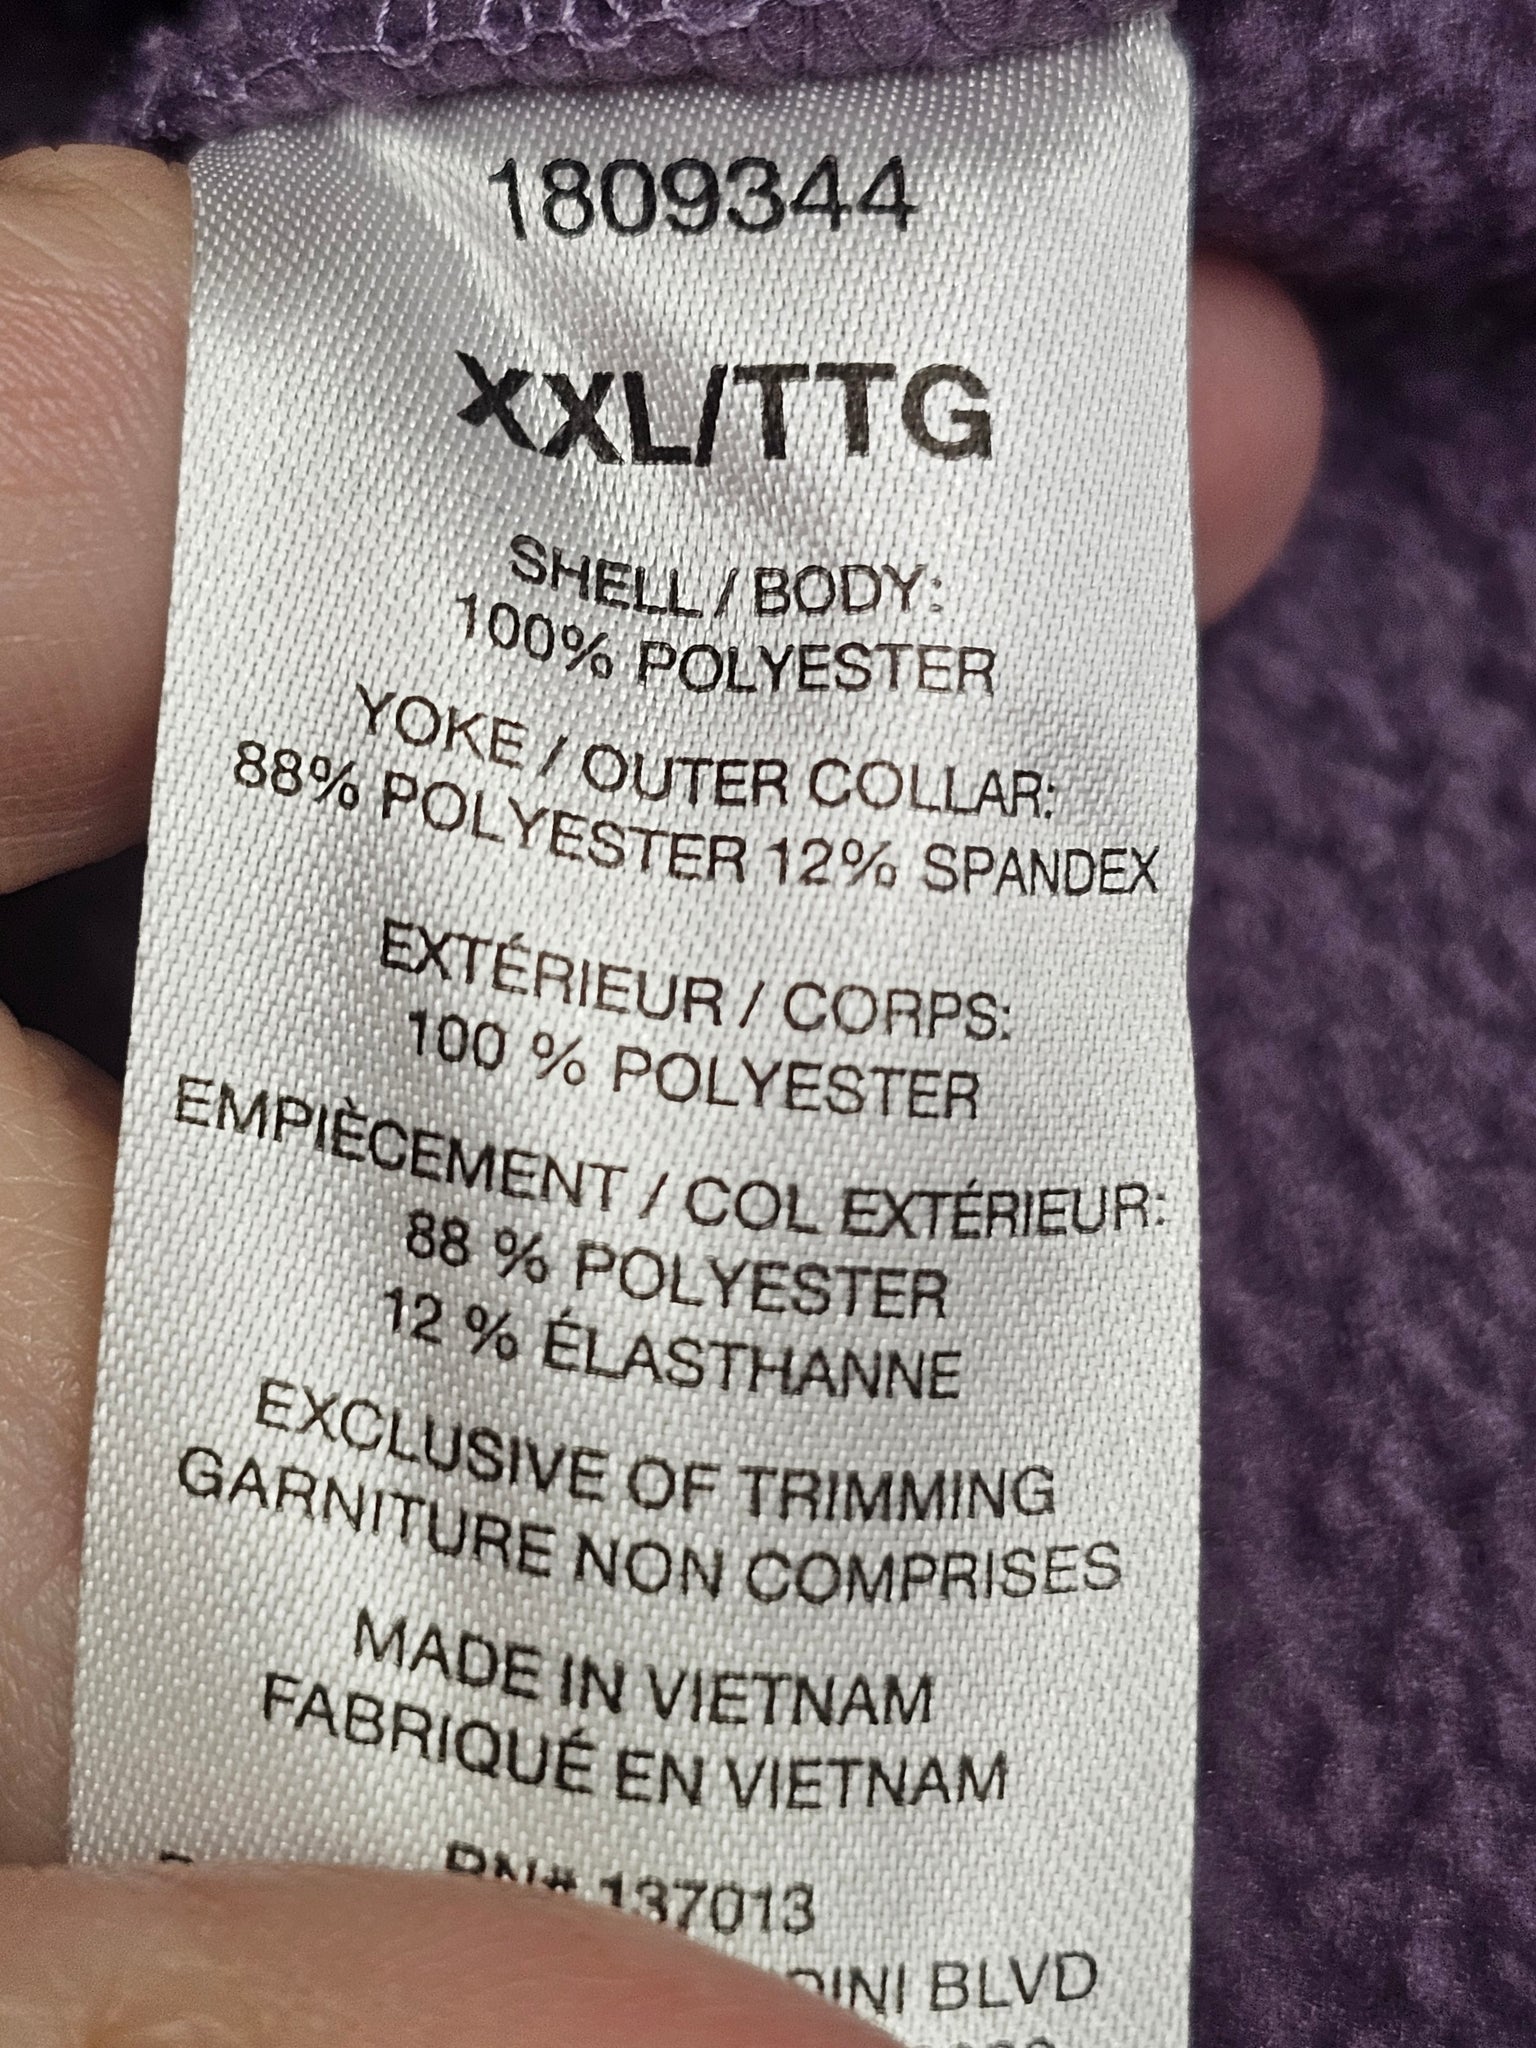 1809344
XXL/TTG
SHELL / BODY:
100% POLYESTER
YOKE / OUTER COLLAR:
88% POLYESTER 12% SPANDEX
EXTÉRIEUR / CORPS:
100 % POLYESTER
EMPIÈCEMENT / COL EXTÉRIEUR:
88 % POLYESTER
12 % ÉLASTHANNE
EXCLUSIVE OF TRIMMING
GARNITURE NON COMPRISES
MADE IN VIETNAM
FABRIQUÉ EN VIETNAM
RN# 137013
BLVD